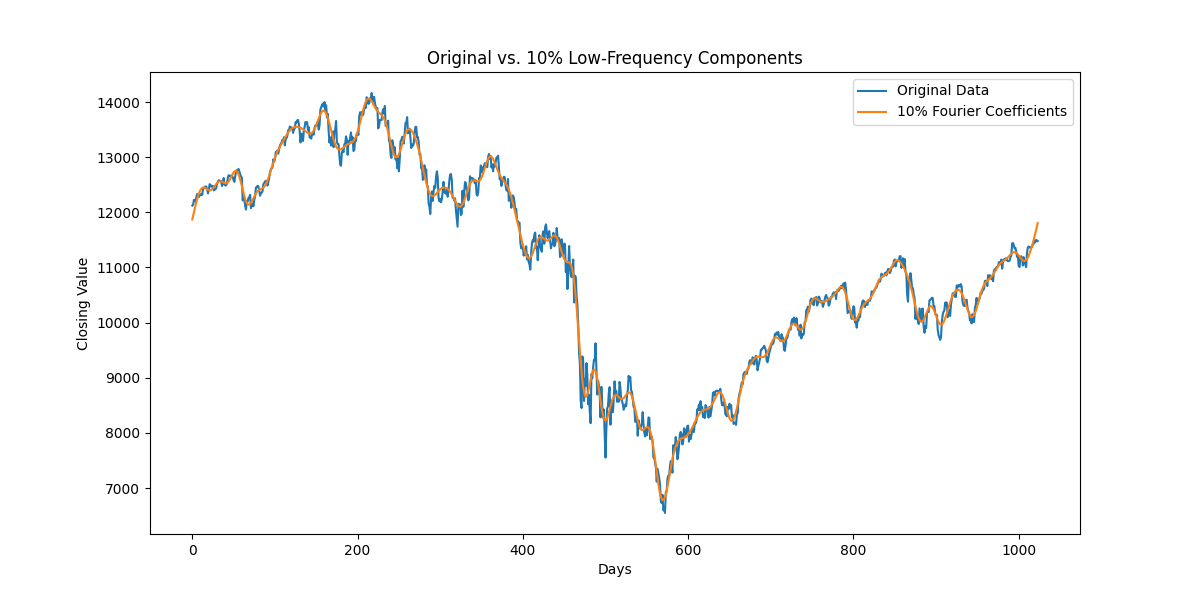 Original vs. 10% Low-Frequency Components
Original Data
10% Fourier Coefficients
Closing Value
14000
13000
12000
11000
10000
9000
8000
7000
0
200
400
600
800
1000
Days